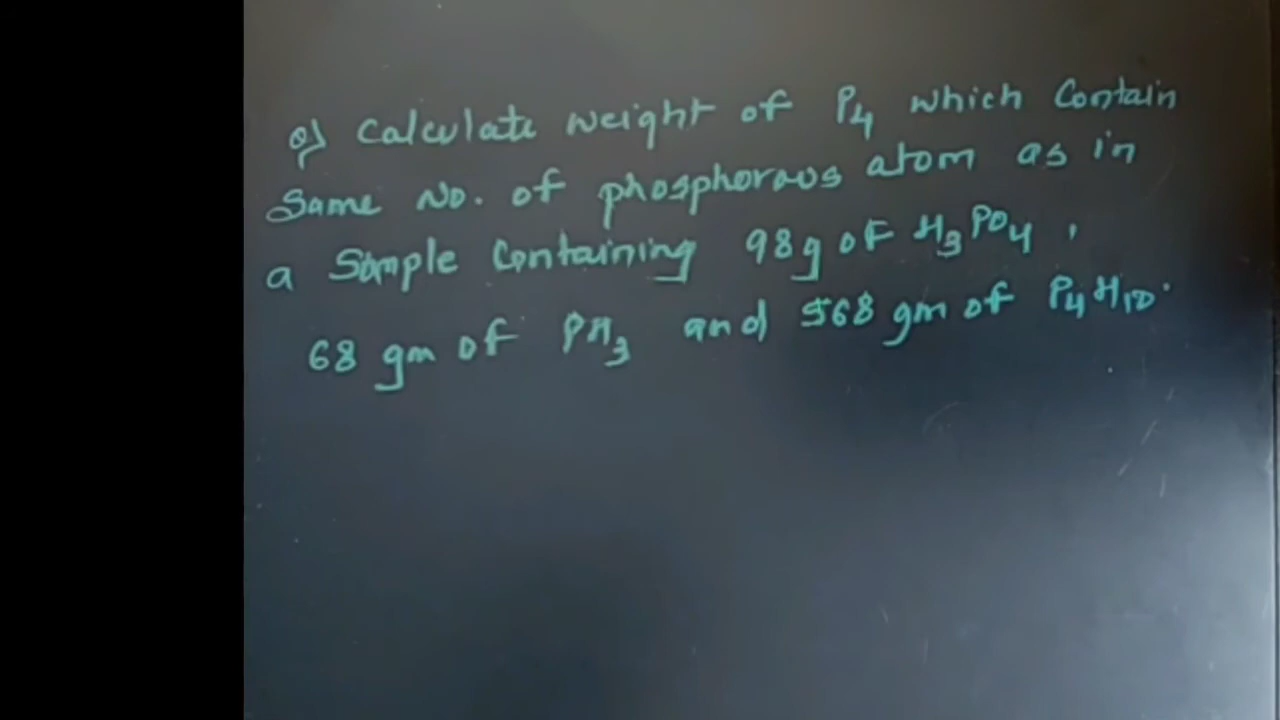 Q) Calculate weight of P4 which Contain
Same No. of phosphorous atom as in
a Sample Containing 98g of H3PO4 ,
68 gm of PH3 and 568 gm of P4H10.